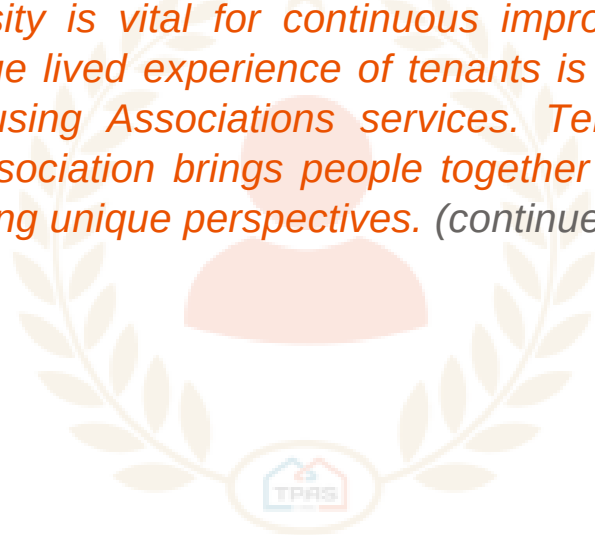 sity is vital for continuous impro
ue lived experience of tenants is
using Associations services. Te
sociation brings people together
ng unique perspectives. (continue
TPAS